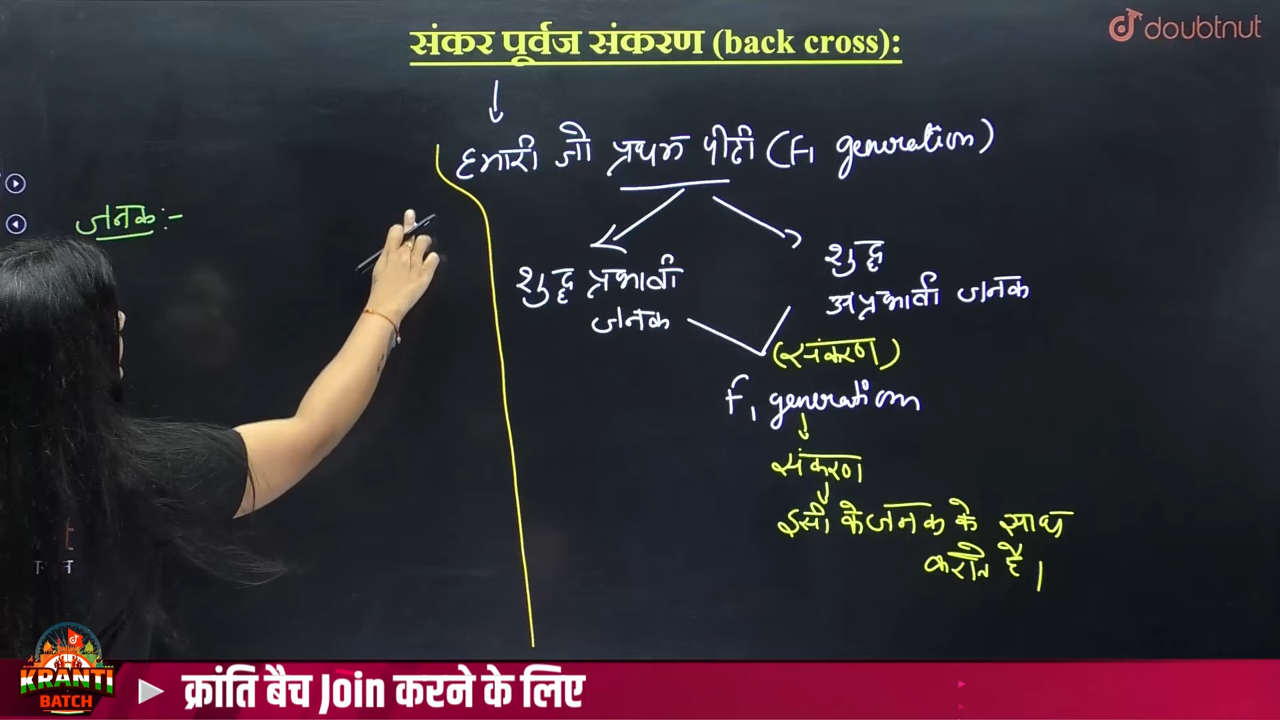 doubtnut
संकर पूर्वज संकरण (back cross):
हमारी जो प्रथम पीढी (F1 generation)
जनक:-
शुद्ध प्रभावी
जनक
शुद्ध
अप्रभावी जनक
(संकरण)
F1 generation
संकरण
इसी के जनक के साथ
कराते है।
KRANTI
BATCH
क्रांति बैच Join करने के लिए